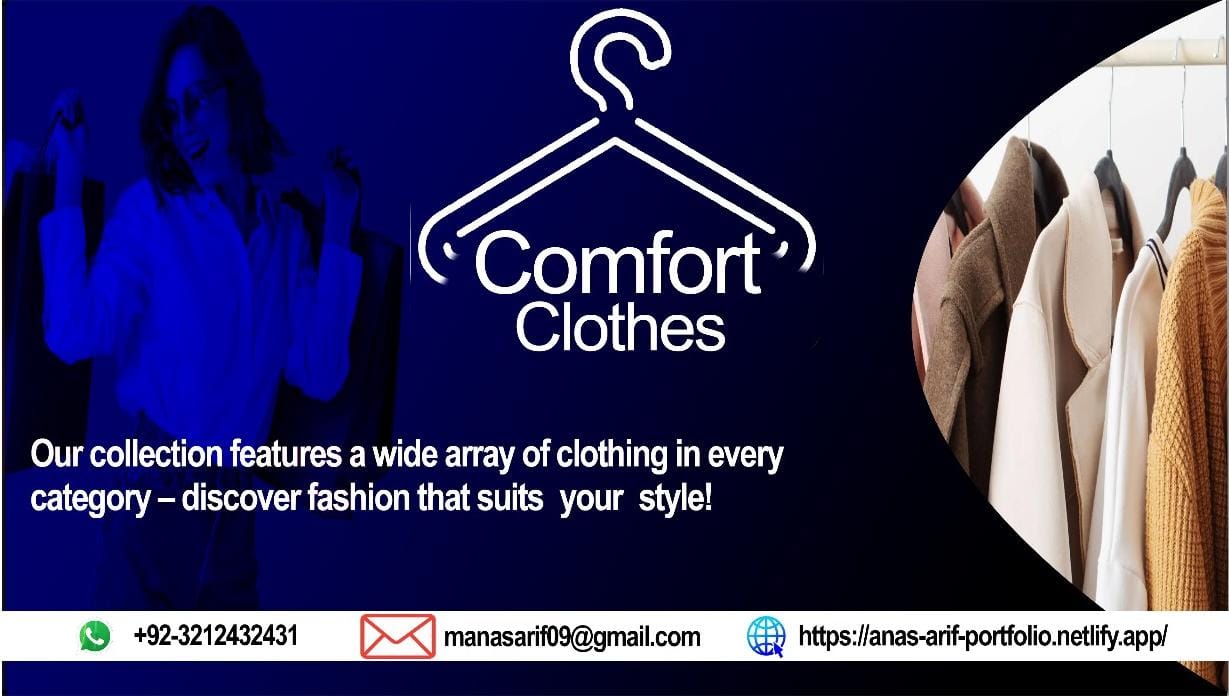 Comfort
Clothes
Our collection features a wide array of clothing in every
category – discover fashion that suits your style!
+92-3212432431
manasarif09@gmail.com
https://anas-arif-portfolio.netlify.app/